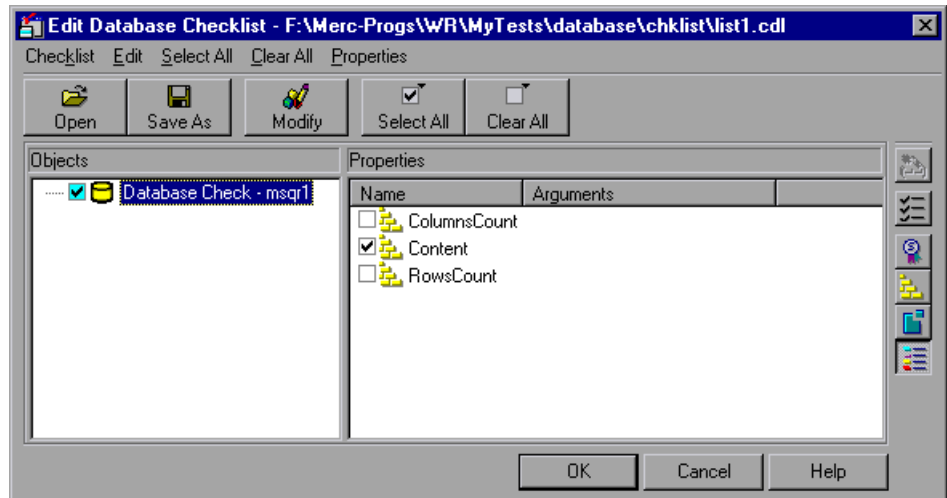 Edit Database Checklist - F:\Merc-Progs\WR\MyTests\database\chklist\list1.cdl
Checklist Edit Select All Clear All Properties
Open Save As Modify Select All Clear All
Objects Properties
Database Check - msqr1
Name Arguments
ColumnsCount
Content
RowsCount
OK Cancel Help